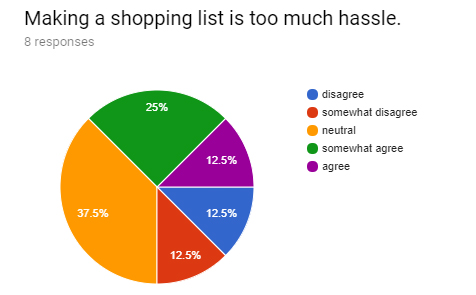 Making a shopping list is too much hassle.
8 responses
25%
12.5%
37.5%
12.5%
12.5%
disagree
somewhat disagree
neutral
somewhat agree
agree